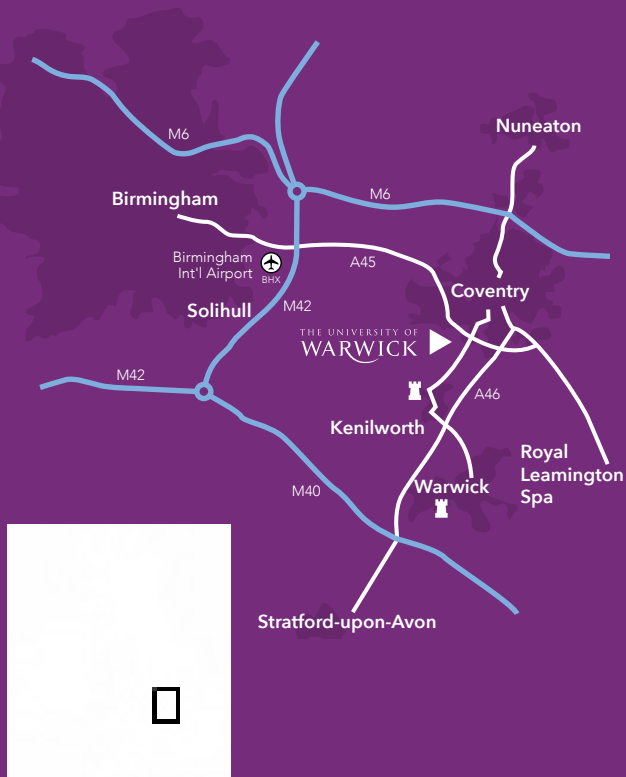 Nuneaton
M6
M6
Birmingham
Birmingham
Int'l Airport
BHX
A45
Solihull
M42
Coventry
THE UNIVERSITY OF
WARWICK
M42
A46
Kenilworth
Royal
Leamington
Spa
Warwick
M40
Stratford-upon-Avon